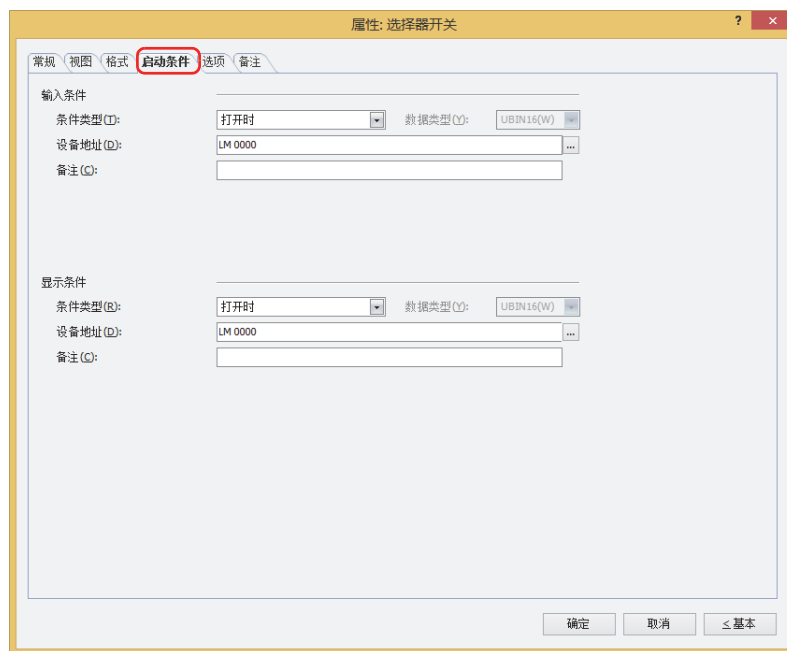 属性: 选择器开关
? ×
常规 视图 格式 启动条件 选项 备注
输入条件
条件类型(T): 打开时 数据类型(Y): UBIN16(W)
设备地址(D): LM 0000 ...
备注(C):
显示条件
条件类型(R): 打开时 数据类型(Y): UBIN16(W)
设备地址(D): LM 0000 ...
备注(C):
确定 取消 ≤基本